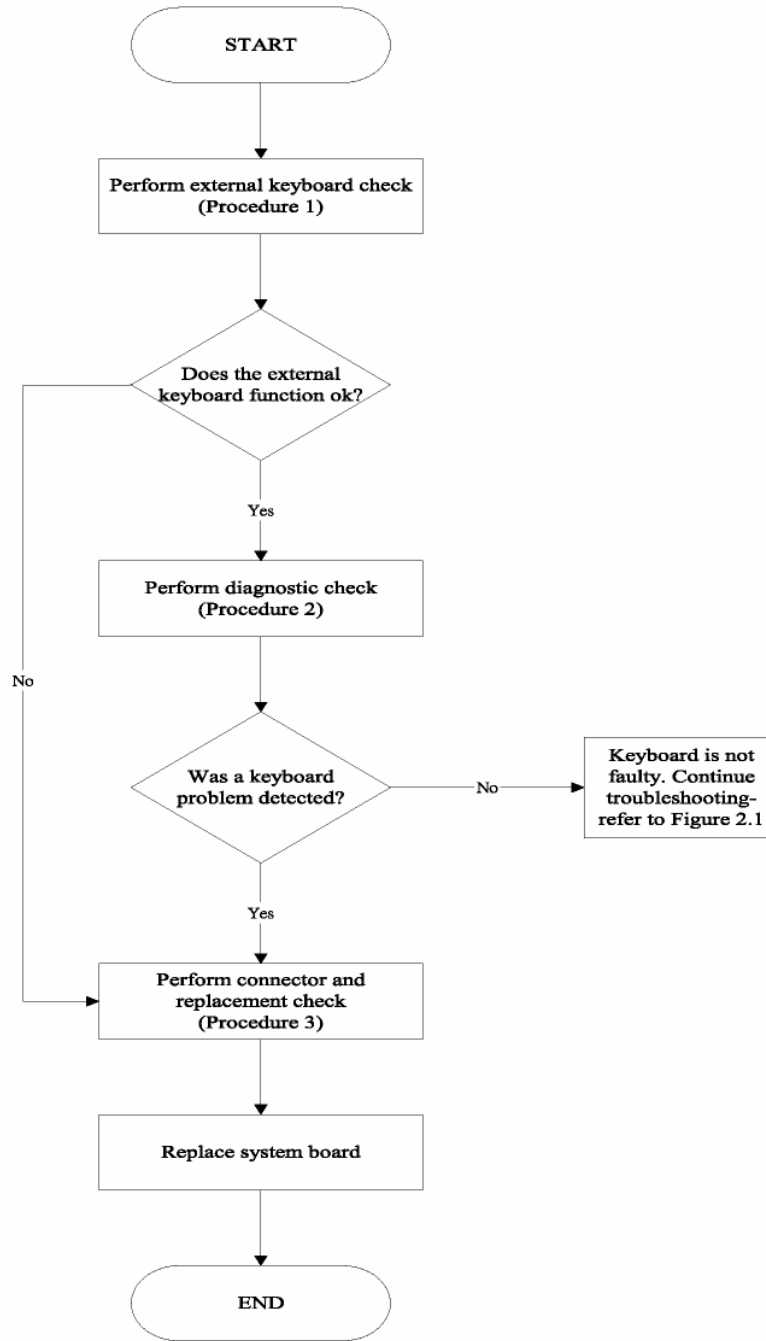 START
Perform external keyboard check
(Procedure 1)
Does the external
keyboard function ok?
Yes
Perform diagnostic check
(Procedure 2)
No
Was a keyboard
problem detected?
No
Keyboard is not
faulty. Continue
troubleshooting-
refer to Figure 2.1
Yes
Perform connector and
replacement check
(Procedure 3)
Replace system board
END